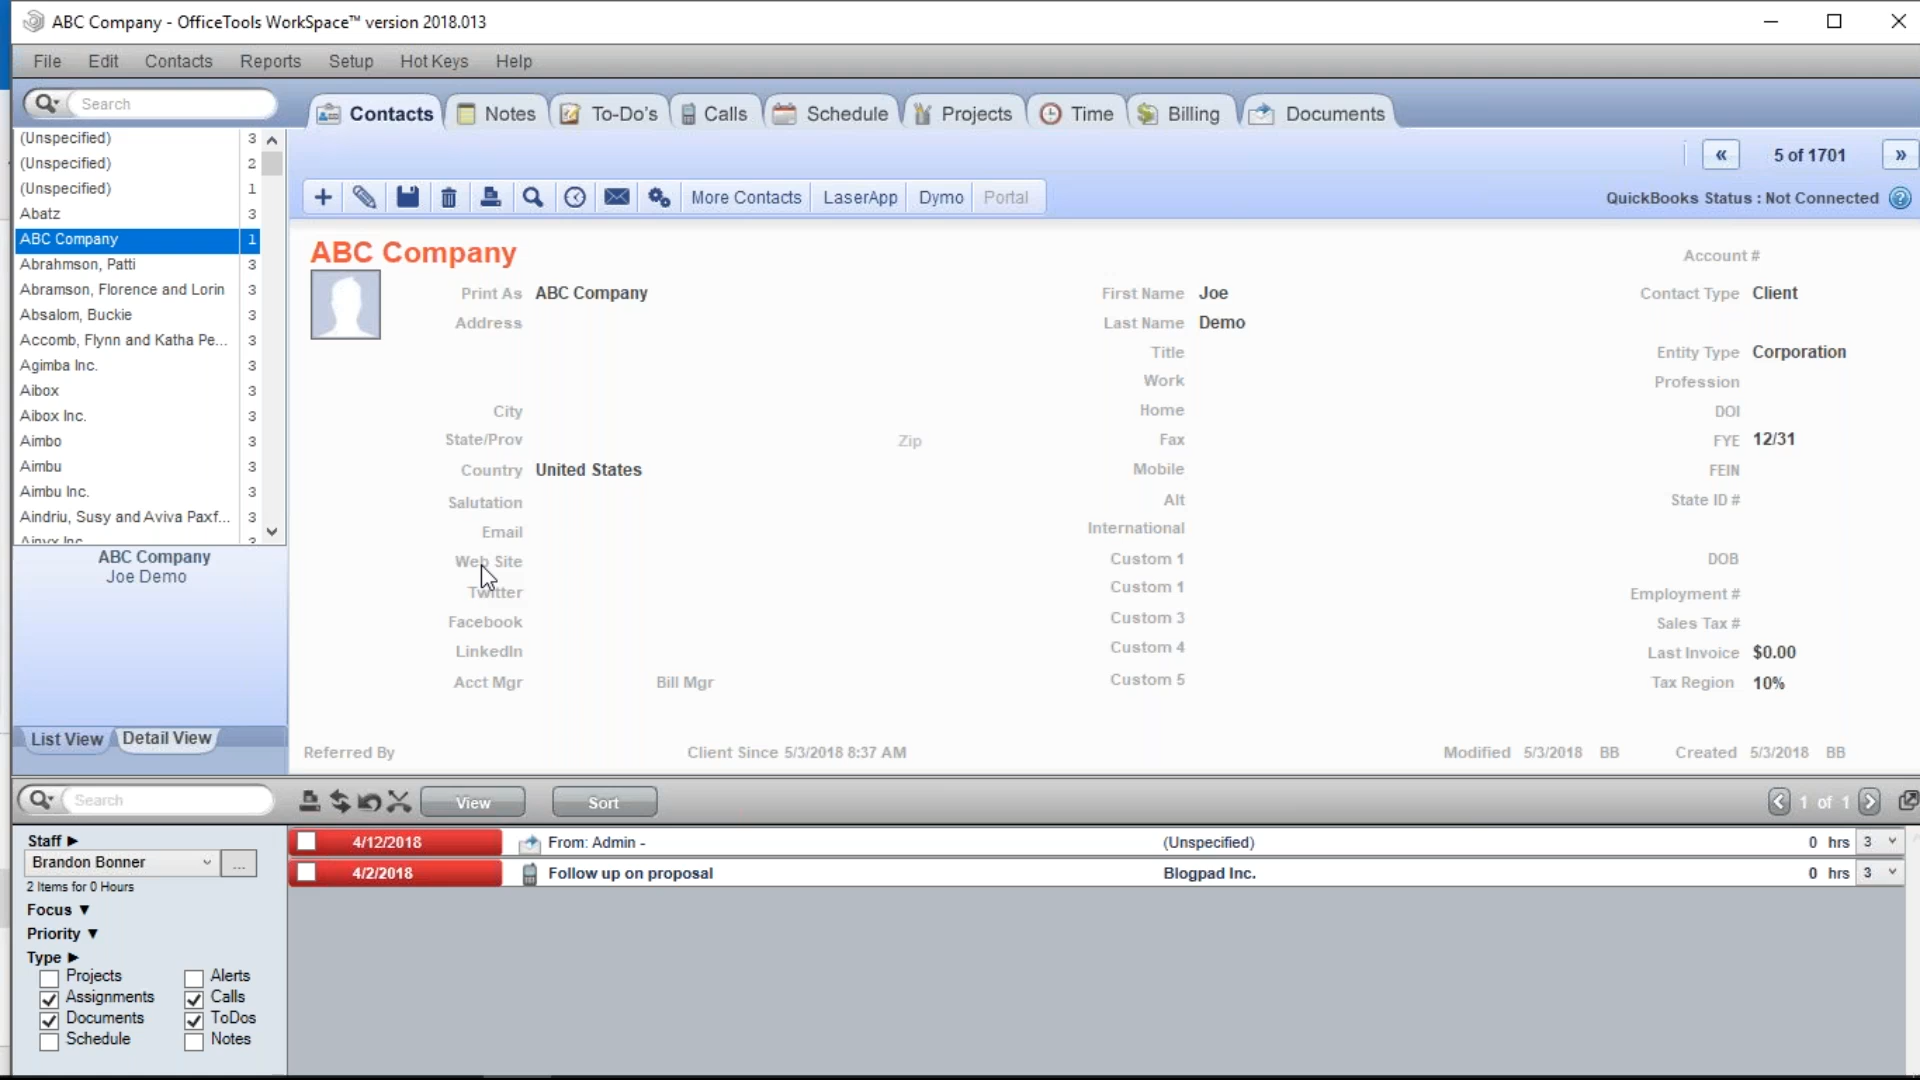 ABC Company - OfficeTools WorkSpace™ version 2018.013
File Edit Contacts Reports Setup Hot Keys Help
Search
Contacts Notes To-Do's Calls Schedule Projects Time Billing Documents
« 5 of 1701 »
More Contacts LaserApp Dymo Portal
QuickBooks Status : Not Connected ?
(Unspecified) 3
(Unspecified) 2
(Unspecified) 1
Abatz 3
ABC Company 1
Abrahmson, Patti 3
Abramson, Florence and Lorin 3
Absalom, Buckie 3
Accomb, Flynn and Katha Pe... 3
Agimba Inc. 3
Aibox 3
Aibox Inc. 3
Aimbo 3
Aimbu 3
Aimbu Inc. 3
Aindriu, Susy and Aviva Paxf... 3
Ainyx Inc 3
ABC Company
Joe Demo
List View Detail View
ABC Company
Print As ABC Company
Address
City
State/Prov Zip
Country United States
Salutation
Email
Web Site
Twitter
Facebook
LinkedIn
Acct Mgr Bill Mgr
First Name Joe
Last Name Demo
Title
Work
Home
Fax
Mobile
Alt
International
Custom 1
Custom 1
Custom 3
Custom 4
Custom 5
Account #
Contact Type Client
Entity Type Corporation
Profession
DOI
FYE 12/31
FEIN
State ID #
DOB
Employment #
Sales Tax #
Last Invoice $0.00
Tax Region 10%
Referred By Client Since 5/3/2018 8:37 AM Modified 5/3/2018 BB Created 5/3/2018 BB
Search
View Sort 1 of 1
Staff
Brandon Bonner ...
2 Items for 0 Hours
Focus
Priority
Type
Projects Alerts
Assignments Calls
Documents ToDos
Schedule Notes
4/12/2018 From: Admin - (Unspecified) 0 hrs 3
4/2/2018 Follow up on proposal Blogpad Inc. 0 hrs 3